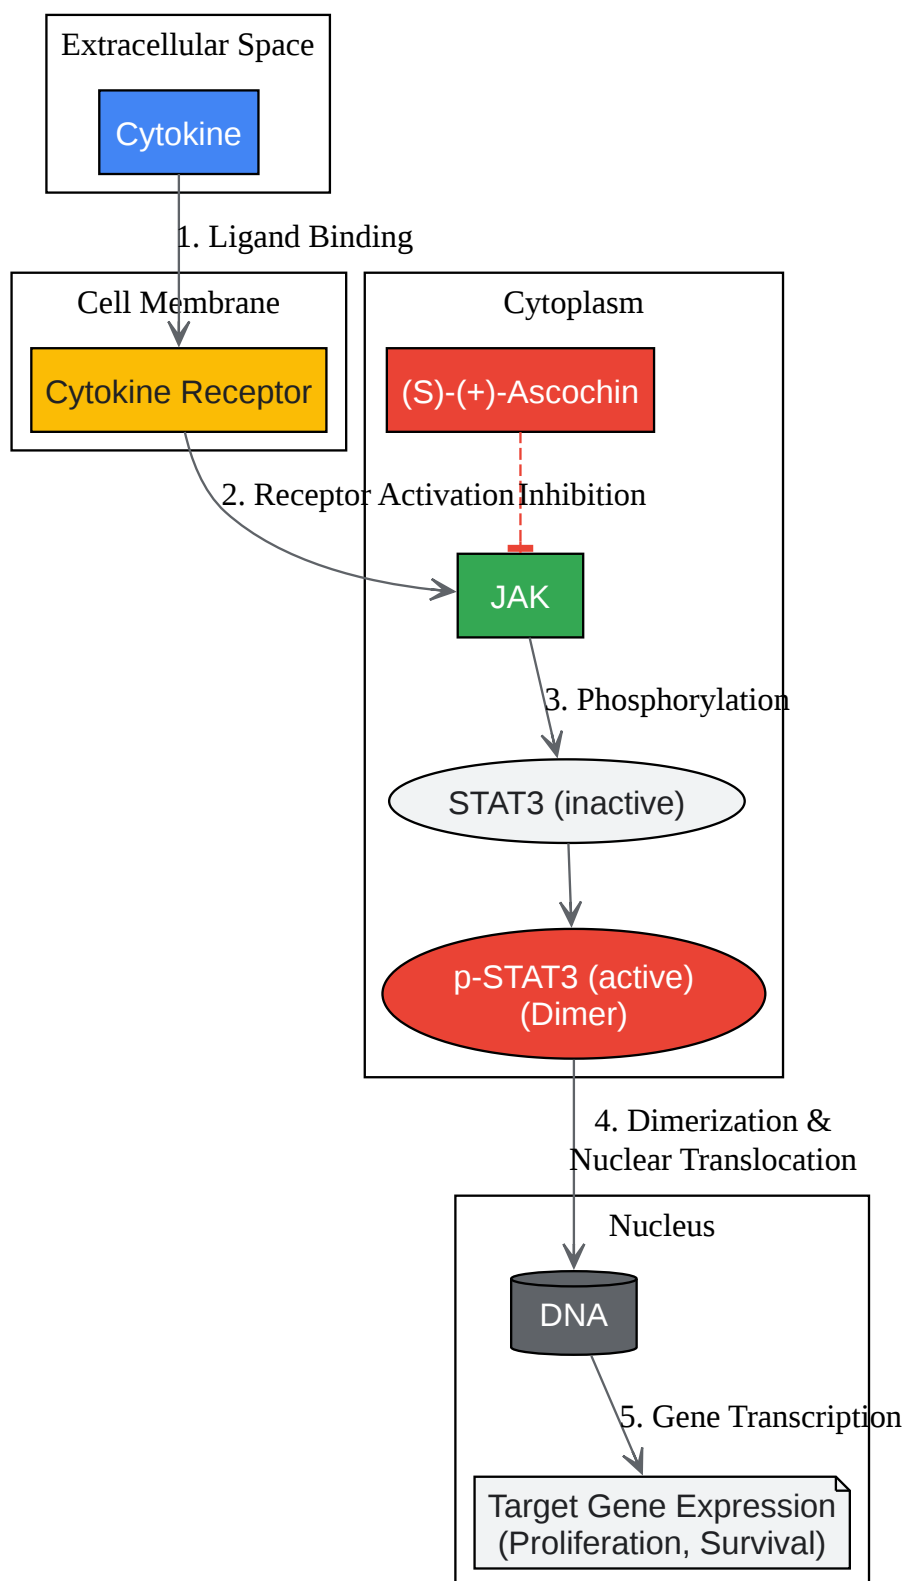 Extracellular Space
Cytokine
1. Ligand Binding
Cell Membrane
Cytoplasm
Cytokine Receptor
(S)-(+)-Ascochin
2. Receptor Activation
Inhibition
JAK
3. Phosphorylation
STAT3 (inactive)
p-STAT3 (active)
(Dimer)
4. Dimerization &
Nuclear Translocation
Nucleus
DNA
5. Gene Transcription
Target Gene Expression
(Proliferation, Survival)